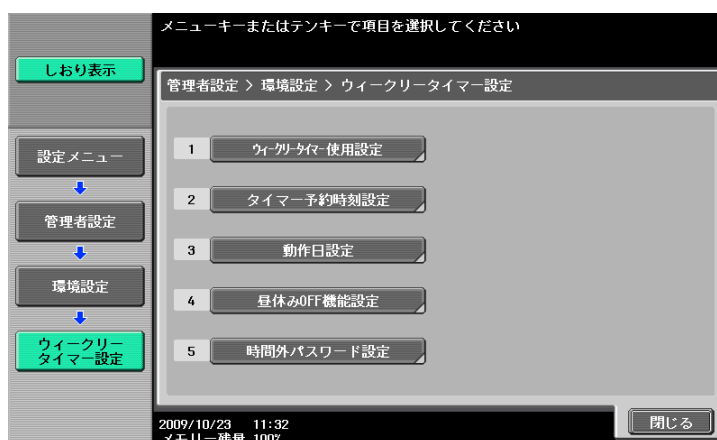 メニューキーまたはテンキーで項目を選択してください
しおり表示
管理者設定 > 環境設定 > ウィークリータイマー設定
設定メニュー
管理者設定
環境設定
ウィークリー
タイマー設定
1 ウィークリータイマー使用設定
2 タイマー予約時刻設定
3 動作日設定
4 昼休みOFF機能設定
5 時間外パスワード設定
2009/10/23 11:32
メモリー残量 100%
閉じる